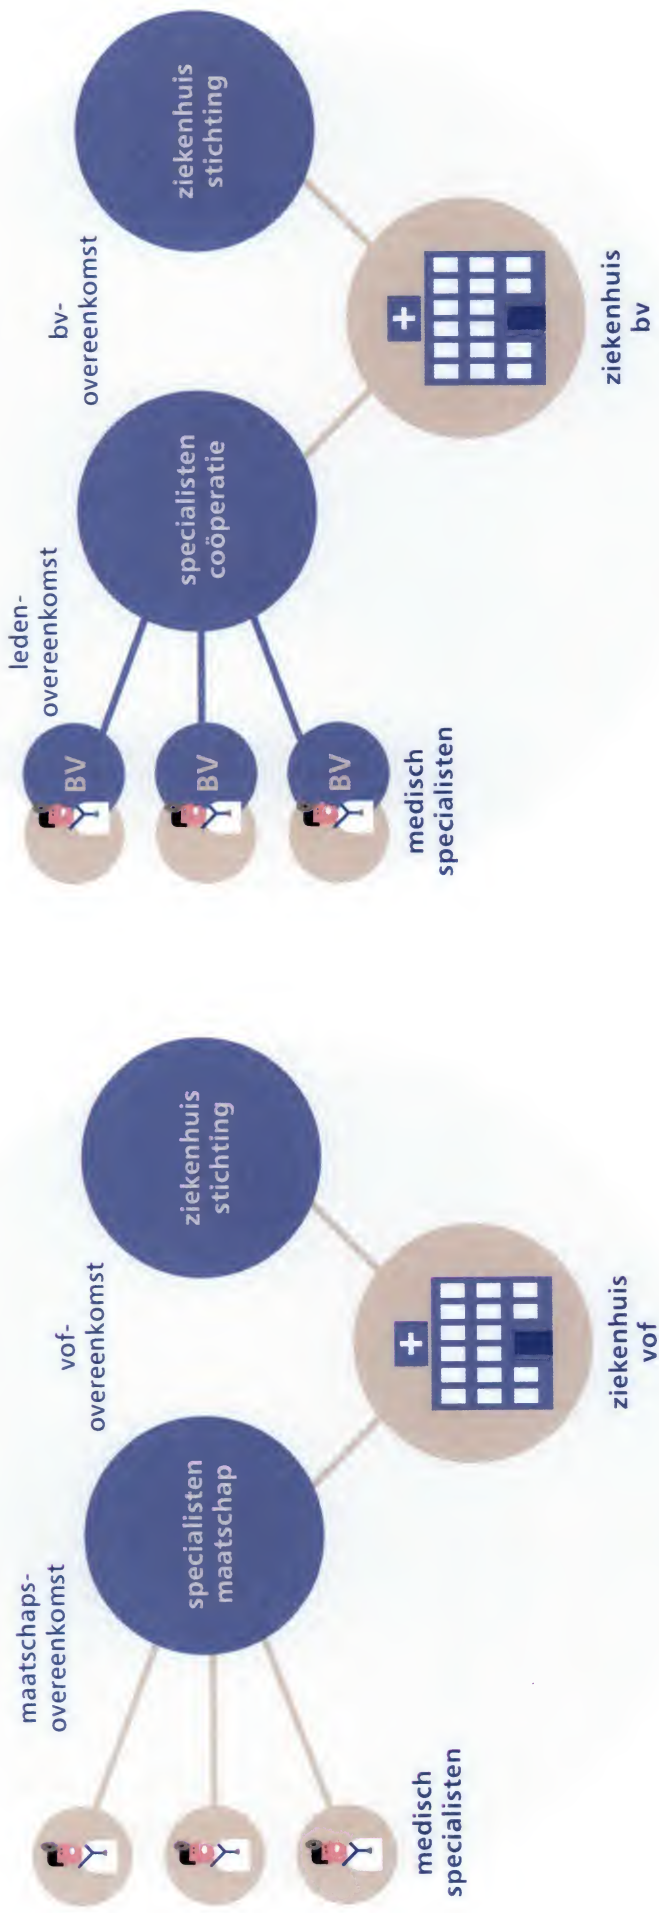 maatschaps-
overeenkomst
vof-
overeenkomst
specialisten
maatschap
ziekenhuis
stichting
medisch
specialisten
ziekenhuis
vof
leden-
overeenkomst
bv-
overeenkomst
BV
BV
BV
specialisten
coöperatie
ziekenhuis
stichting
medisch
specialisten
ziekenhuis
bv